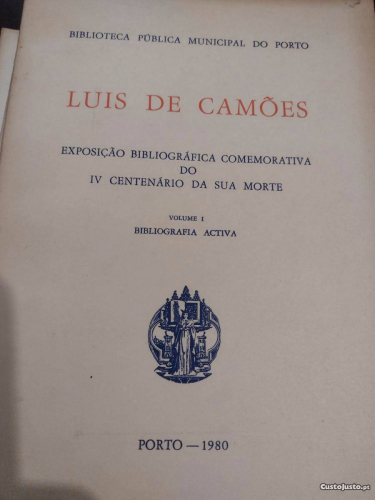 BIBLIOTECA PÚBLICA MUNICIPAL DO PORTO
LUIS DE CAMÕES
EXPOSIÇÃO BIBLIOGRÁFICA COMEMORATIVA
DO
IV CENTENÁRIO DA SUA MORTE
VOLUME I
BIBLIOGRAFIA ACTIVA
PORTO — 1980
CustoJusto.pt